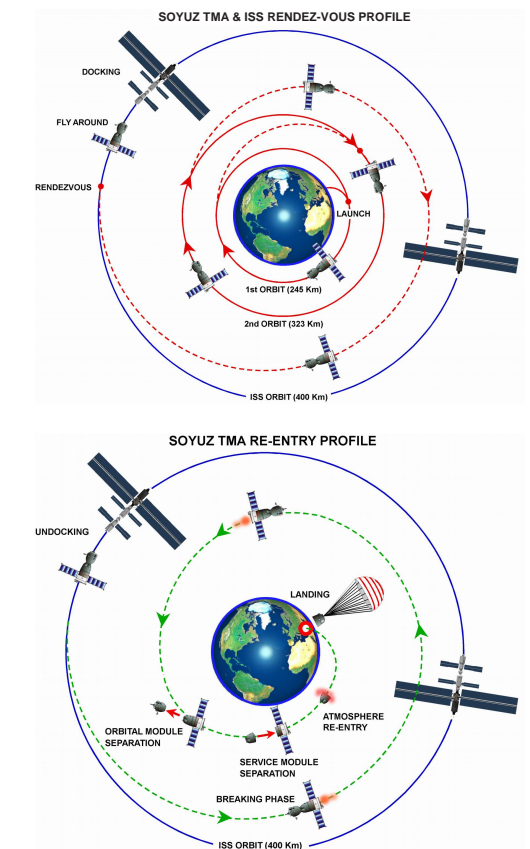 SOYUZ TMA & ISS RENDEZ-VOUS PROFILE
DOCKING
FLY AROUND
RENDEZVOUS
LAUNCH
1st ORBIT (245 Km)
2nd ORBIT (323 Km)
ISS ORBIT (400 Km)
SOYUZ TMA RE-ENTRY PROFILE
UNDOCKING
LANDING
ATMOSPHERE
RE-ENTRY
ORBITAL MODULE
SEPARATION
SERVICE MODULE
SEPARATION
BREAKING PHASE
ISS ORBIT (400 Km)